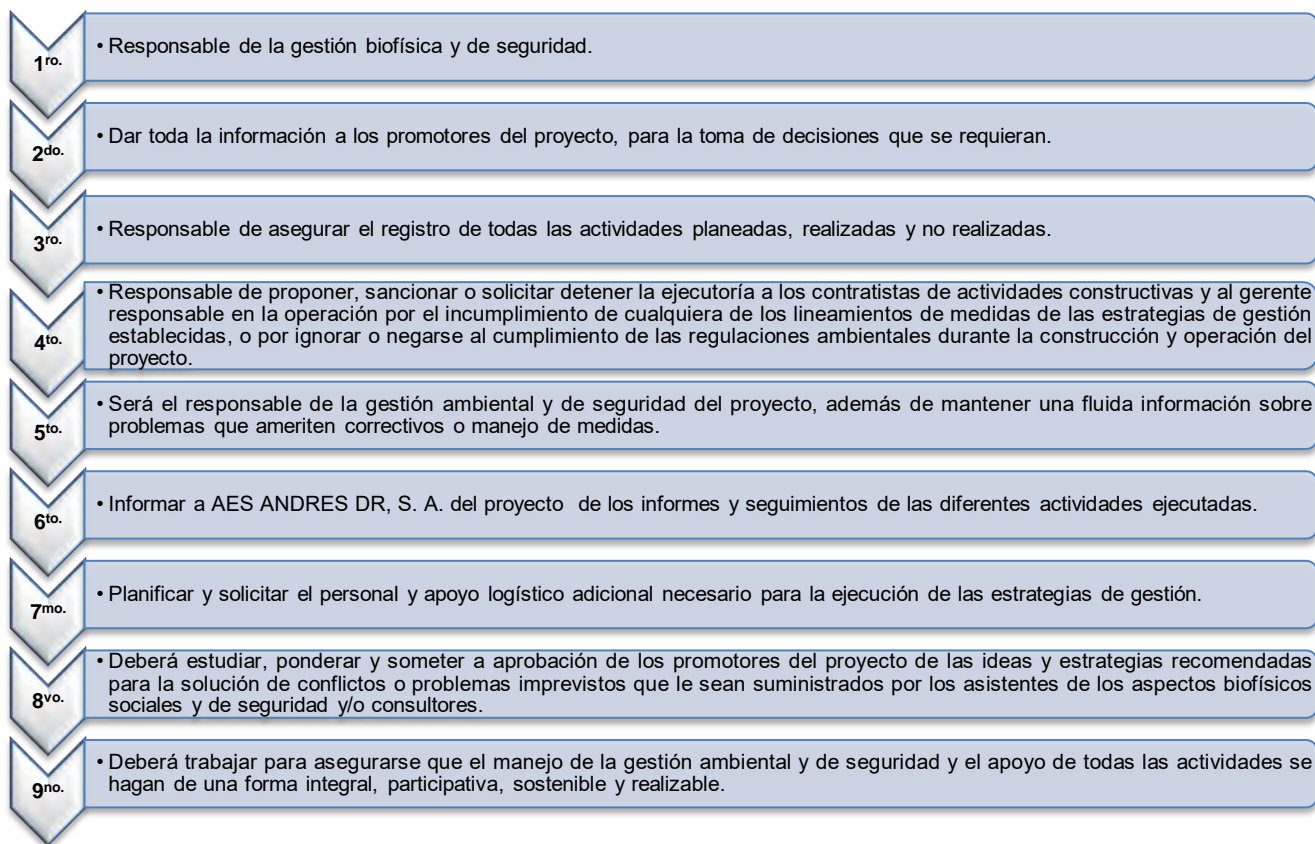 1ro.
• Responsable de la gestión biofísica y de seguridad.
2do.
• Dar toda la información a los promotores del proyecto, para la toma de decisiones que se requieran.
3ro.
• Responsable de asegurar el registro de todas las actividades planeadas, realizadas y no realizadas.
4to.
• Responsable de proponer, sancionar o solicitar detener la ejecutoría a los contratistas de actividades constructivas y al gerente
responsable en la operación por el incumplimiento de cualquiera de los lineamientos de medidas de las estrategias de gestión
establecidas, o por ignorar o negarse al cumplimiento de las regulaciones ambientales durante la construcción y operación del
proyecto.
5to.
• Será el responsable de la gestión ambiental y de seguridad del proyecto, además de mantener una fluida información sobre
problemas que ameriten correctivos o manejo de medidas.
6to.
• Informar a AES ANDRES DR, S. A. del proyecto de los informes y seguimientos de las diferentes actividades ejecutadas.
7mo.
• Planificar y solicitar el personal y apoyo logístico adicional necesario para la ejecución de las estrategias de gestión.
8vo.
• Deberá estudiar, ponderar y someter a aprobación de los promotores del proyecto de las ideas y estrategias recomendadas
para la solución de conflictos o problemas imprevistos que le sean suministrados por los asistentes de los aspectos biofísicos
sociales y de seguridad y/o consultores.
9no.
• Deberá trabajar para asegurarse que el manejo de la gestión ambiental y de seguridad y el apoyo de todas las actividades se
hagan de una forma integral, participativa, sostenible y realizable.